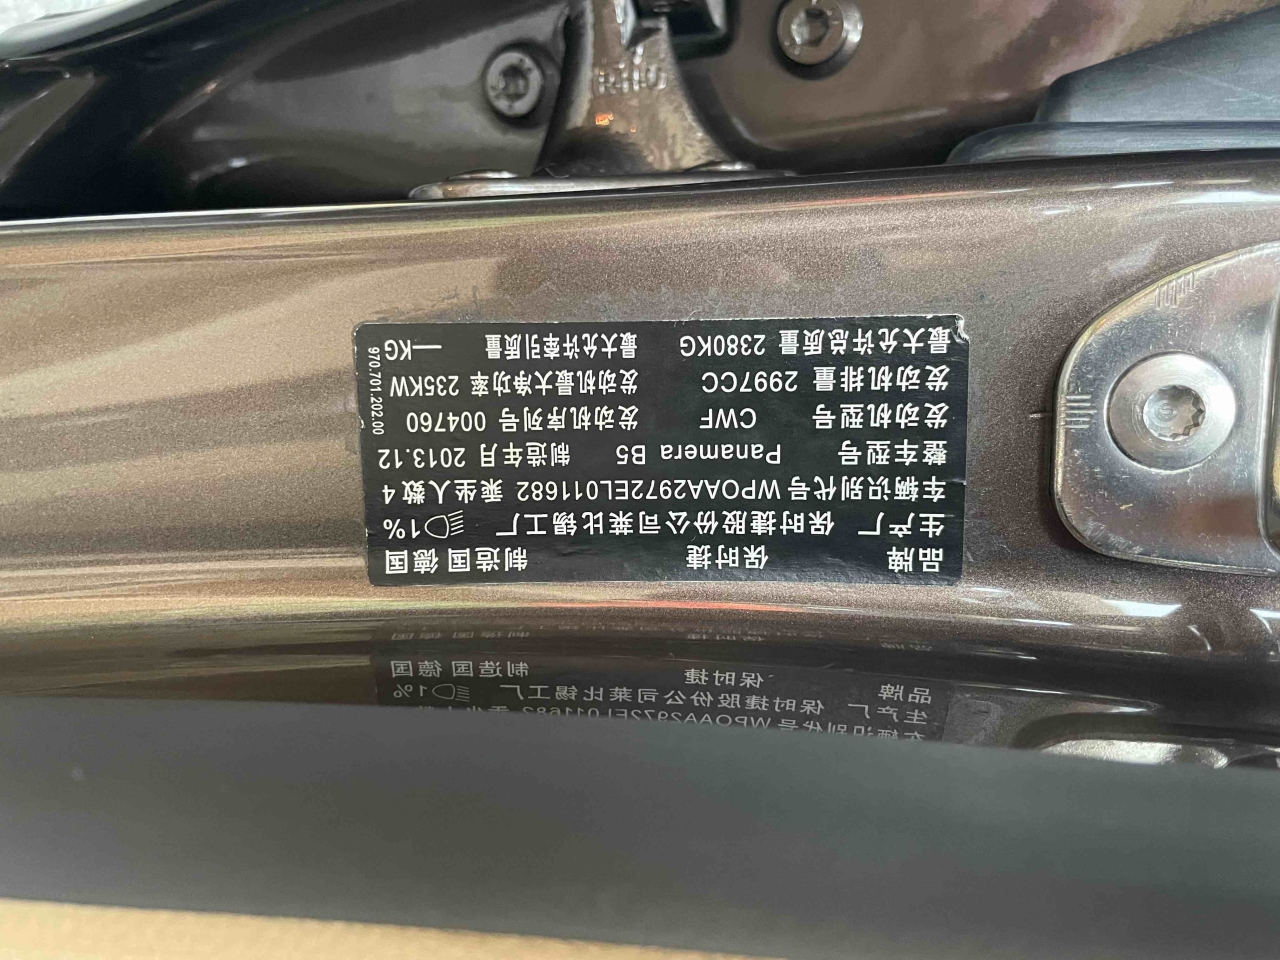 品牌 保时捷 制造国 德国
生产厂 保时捷股份公司莱比锡工厂 1%
车辆识别代号 WP0AA2972EL011682 乘坐人数 4
整车型号 Panamera B5 制造年月 2013.12
发动机型号 CWF 发动机序列号 004760
发动机排量 2997CC 发动机最大净功率 235KW
最大允许总质量 2380KG 最大允许牵引质量 —KG
970.701.202.00